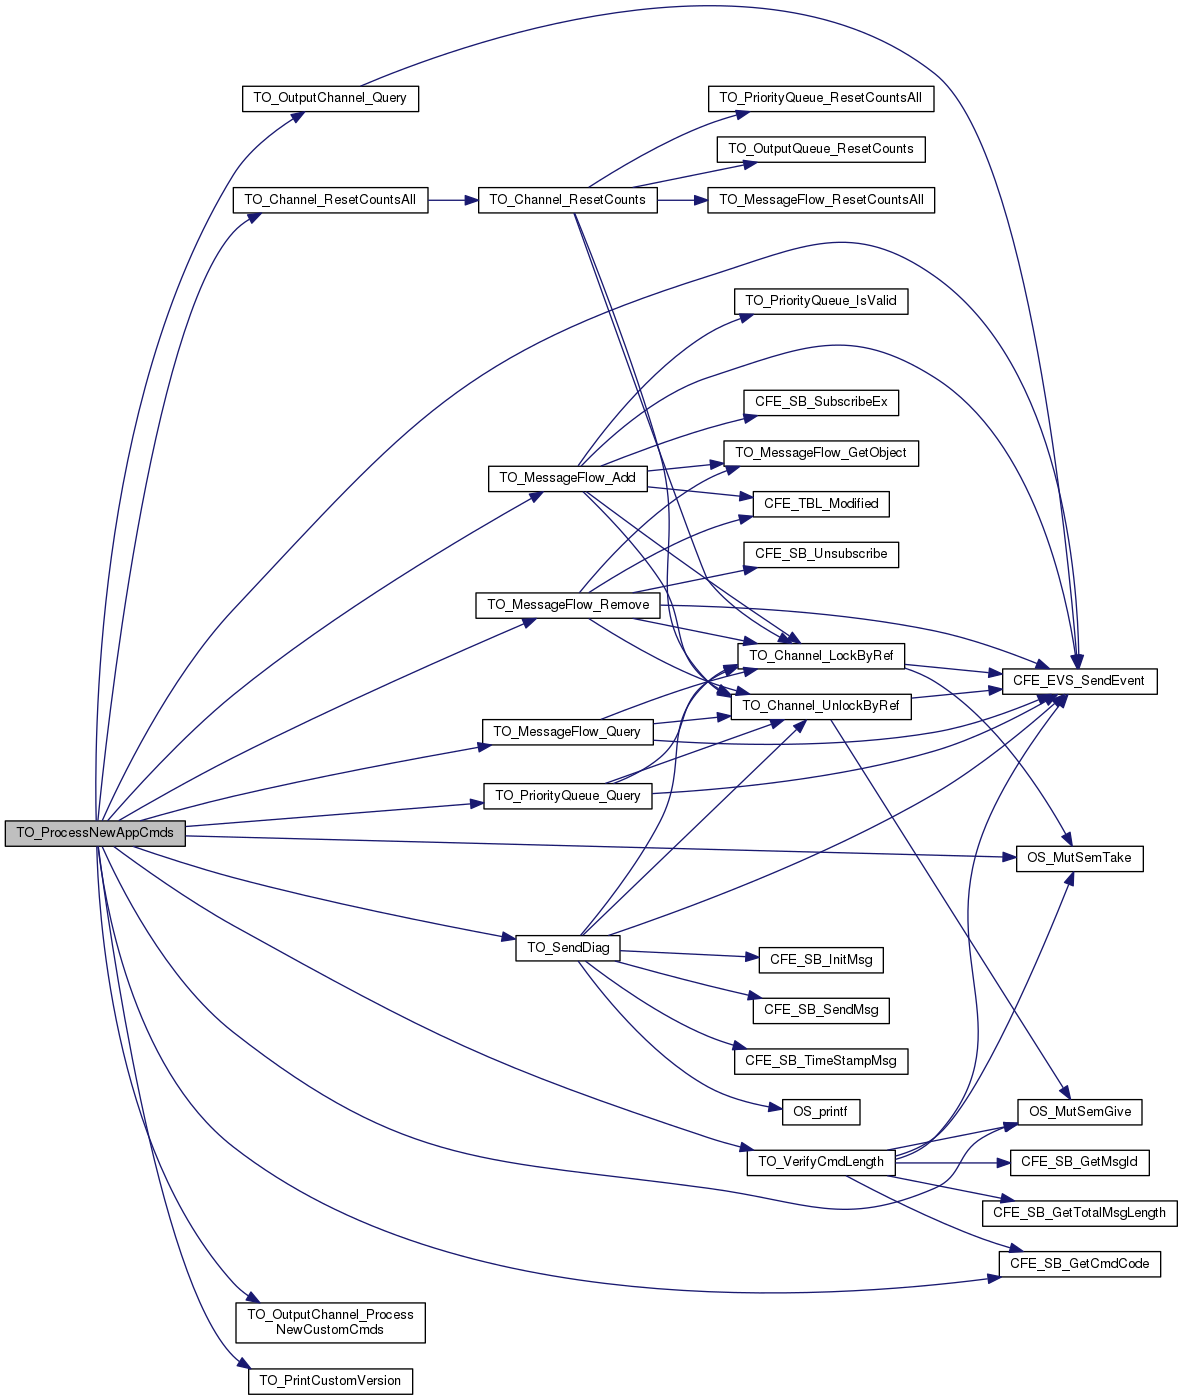 TO_OutputChannel_Query
TO_PriorityQueue_ResetCountsAll
TO_OutputQueue_ResetCounts
TO_Channel_ResetCountsAll
TO_Channel_ResetCounts
TO_MessageFlow_ResetCountsAll
TO_PriorityQueue_IsValid
CFE_SB_SubscribeEx
TO_MessageFlow_GetObject
TO_MessageFlow_Add
CFE_TBL_Modified
CFE_SB_Unsubscribe
TO_MessageFlow_Remove
TO_Channel_LockByRef
CFE_EVS_SendEvent
TO_Channel_UnlockByRef
TO_MessageFlow_Query
TO_PriorityQueue_Query
TO_ProcessNewAppCmds
OS_MutSemTake
TO_SendDiag
CFE_SB_InitMsg
CFE_SB_SendMsg
CFE_SB_TimeStampMsg
OS_printf
OS_MutSemGive
TO_VerifyCmdLength
CFE_SB_GetMsgId
CFE_SB_GetTotalMsgLength
CFE_SB_GetCmdCode
TO_OutputChannel_Process
NewCustomCmds
TO_PrintCustomVersion